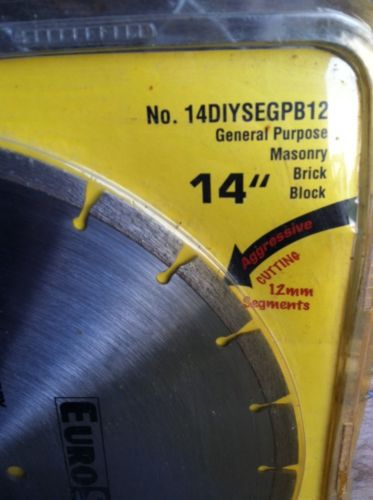 No. 14DIYSEGPB12
General Purpose
Masonry
Brick
14" Block
Aggressive
CUTTING
12mm
Segments
EURO